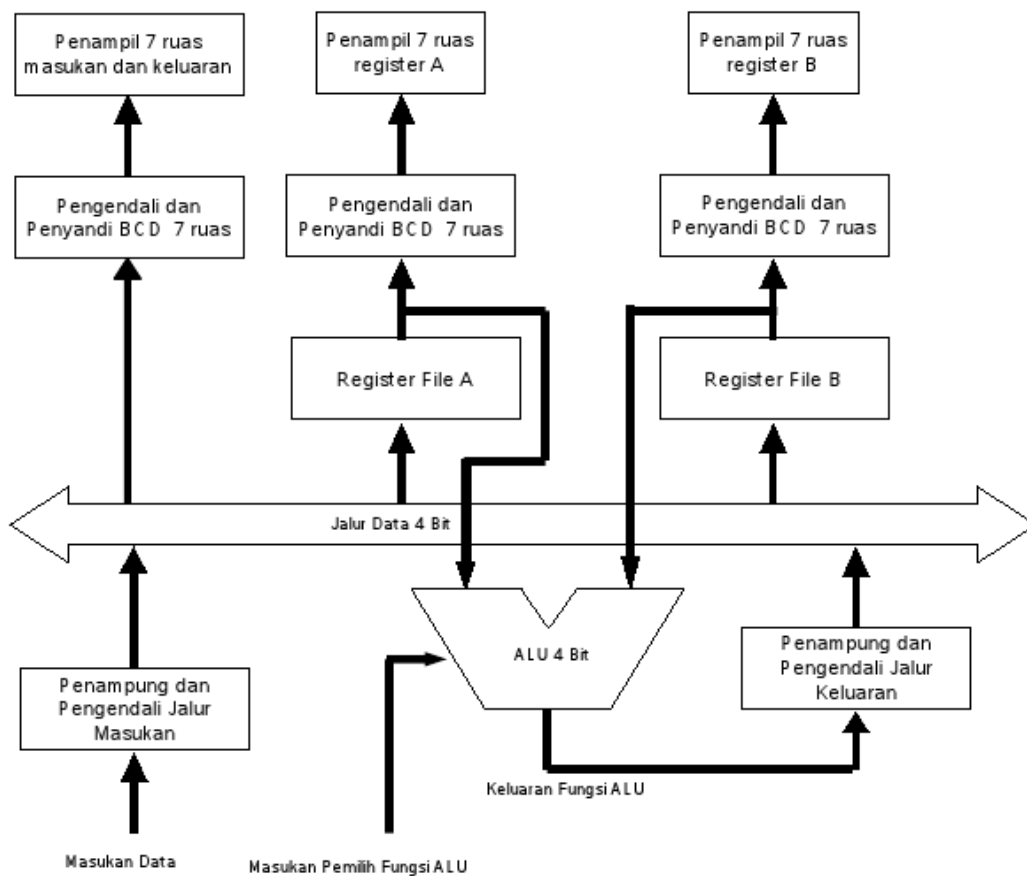 Penampil 7 ruas
masukan dan keluaran
Penampil 7 ruas
register A
Penampil 7 ruas
register B
Pengendali dan
Penyandi BCD 7 ruas
Pengendali dan
Penyandi BCD 7 ruas
Pengendali dan
Penyandi BCD 7 ruas
Register File A
Register File B
Jalur Data 4 Bit
ALU 4 Bit
Penampung dan
Pengendali Jalur
Keluaran
Penampung dan
Pengendali Jalur
Masukan
Keluaran Fungsi ALU
Masukan Data
Masukan Pemilih Fungsi ALU